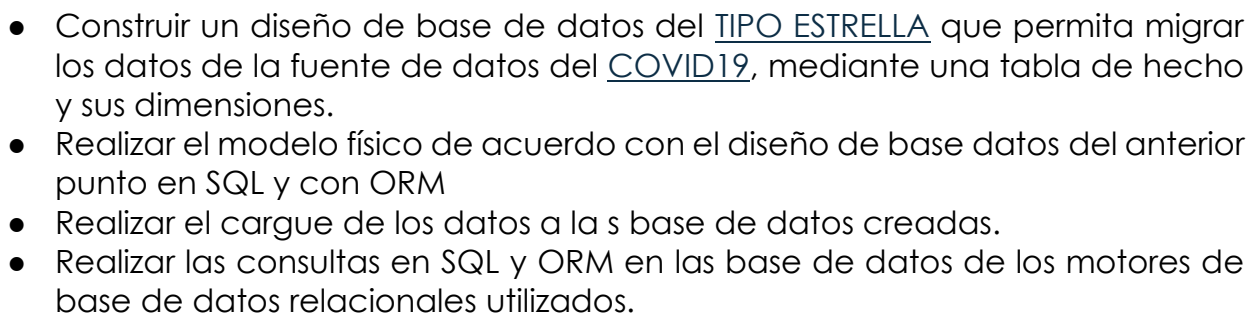 ● Construir un diseño de base de datos del TIPO ESTRELLA que permita migrar
los datos de la fuente de datos del COVID19, mediante una tabla de hecho
y sus dimensiones.
● Realizar el modelo físico de acuerdo con el diseño de base datos del anterior
punto en SQL y con ORM
● Realizar el cargue de los datos a la s base de datos creadas.
● Realizar las consultas en SQL y ORM en las base de datos de los motores de
base de datos relacionales utilizados.